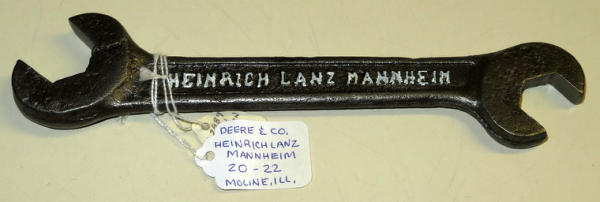 HEINRICH LANZ MANNHEIM
DEERE & CO.
HEINRICH LANZ
MANNHEIM
20 - 22
MOLINE, ILL.